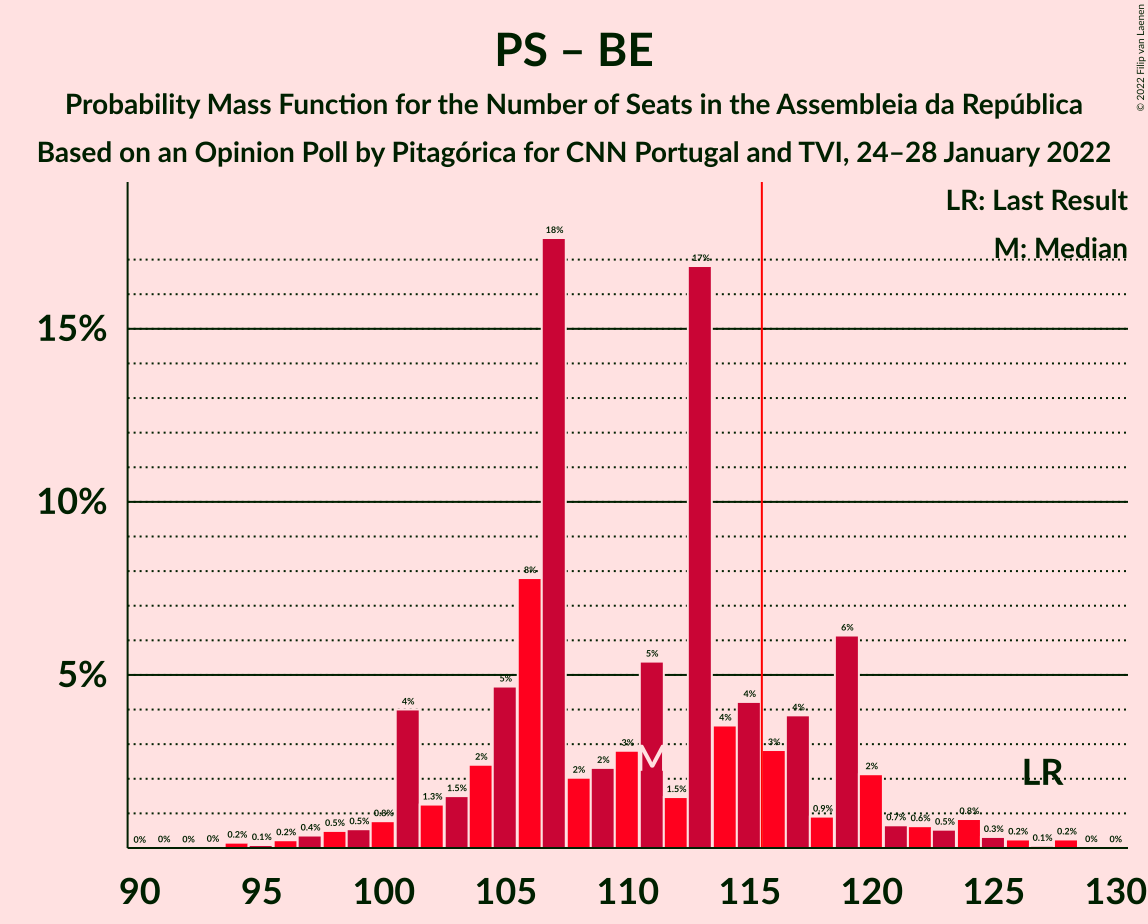 PS – BE
Probability Mass Function for the Number of Seats in the Assembleia da República
Based on an Opinion Poll by Pitagórica for CNN Portugal and TVI, 24–28 January 2022
© 2022 Filip van Laenen
LR: Last Result
M: Median
15%
10%
5%
0% 0% 0% 0% 0.2% 0.1% 0.2% 0.4% 0.5% 0.5% 0.8% 4% 1.3% 1.5% 2% 5% 8% 18% 2% 2% 3% 5% 1.5% 17% 4% 4% 3% 4% 0.9% 6% 2% 0.7% 0.6% 0.5% 0.8% 0.3% 0.2% 0.1% 0.2% 0% 0%
M
LR
90 95 100 105 110 115 120 125 130